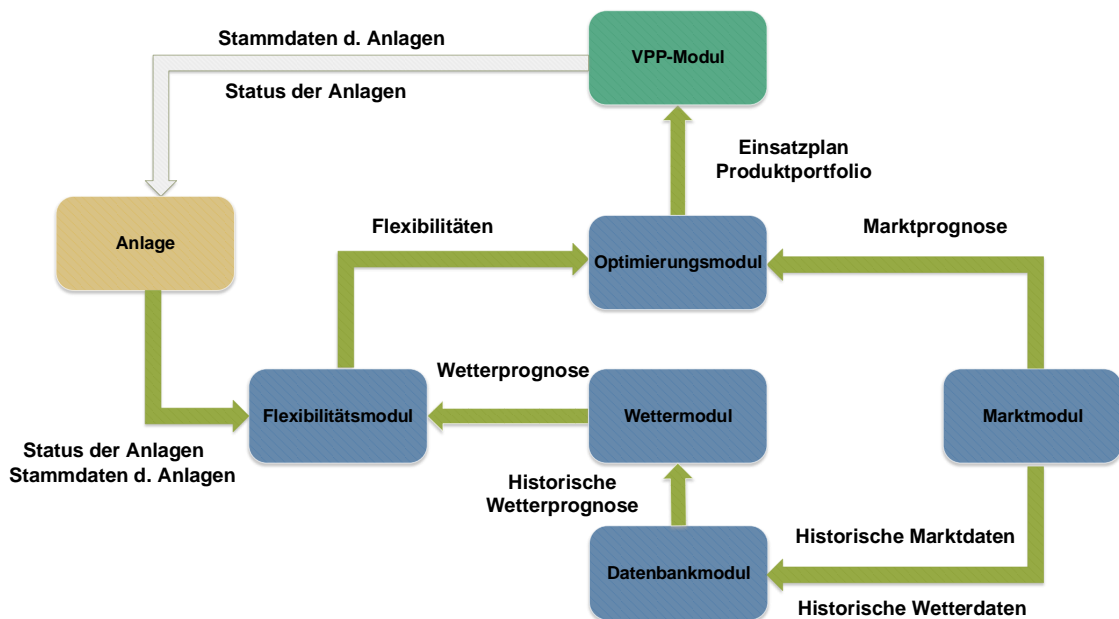 Stammdaten d. Anlagen
VPP-Modul
Status der Anlagen
Einsatzplan
Produktportfolio
Anlage
Flexibilitäten
Marktprognose
Optimierungsmodul
Wetterprognose
Flexibilitätsmodul
Wettermodul
Marktmodul
Status der Anlagen
Stammdaten d. Anlagen
Historische
Wetterprognose
Historische Marktdaten
Datenbankmodul
Historische Wetterdaten